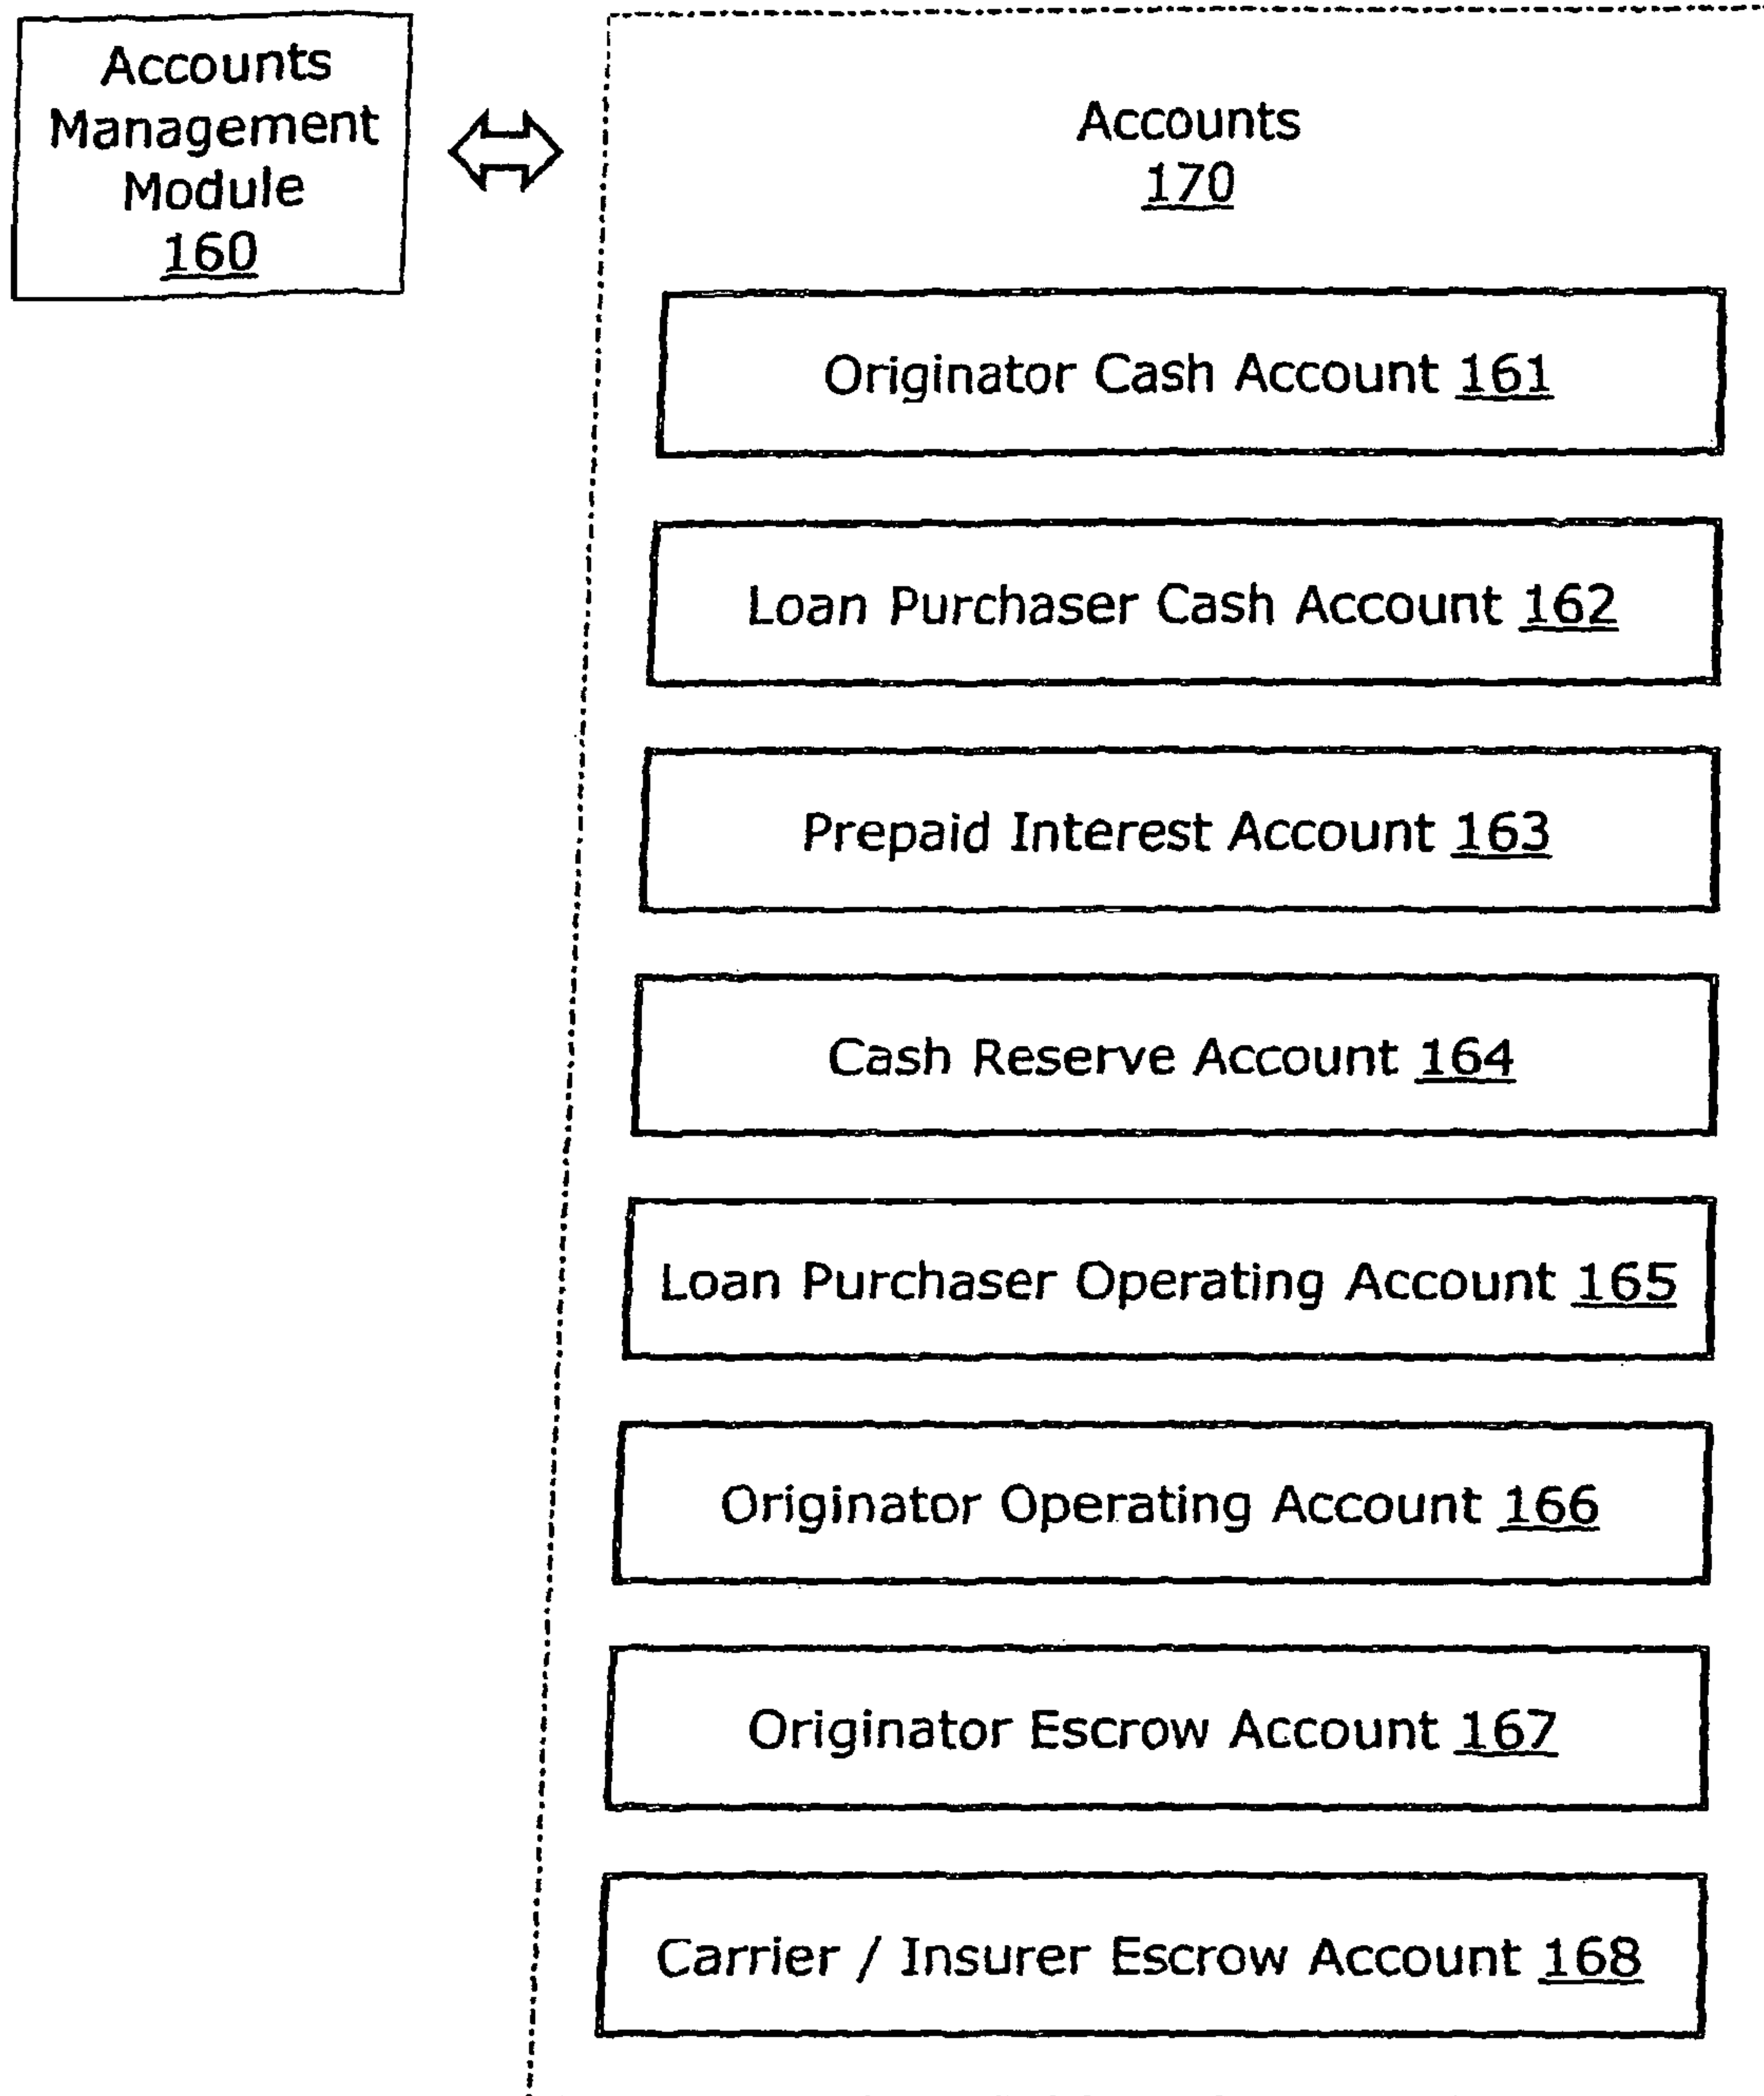 Accounts
Management
Module
160
Accounts
170
Originator Cash Account 161
Loan Purchaser Cash Account 162
Prepaid Interest Account 163
Cash Reserve Account 164
Loan Purchaser Operating Account 165
Originator Operating Account 166
Originator Escrow Account 167
Carrier / Insurer Escrow Account 168